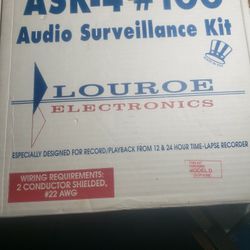 ASK-4 #100
Audio Surveillance Kit
LOUROE
ELECTRONICS
ESPECIALLY DESIGNED FOR RECORD/PLAYBACK FROM 12 & 24 HOUR TIME-LAPSE RECORDER
WIRING REQUIREMENTS:
2 CONDUCTOR SHIELDED,
#22 AWG
MODEL D